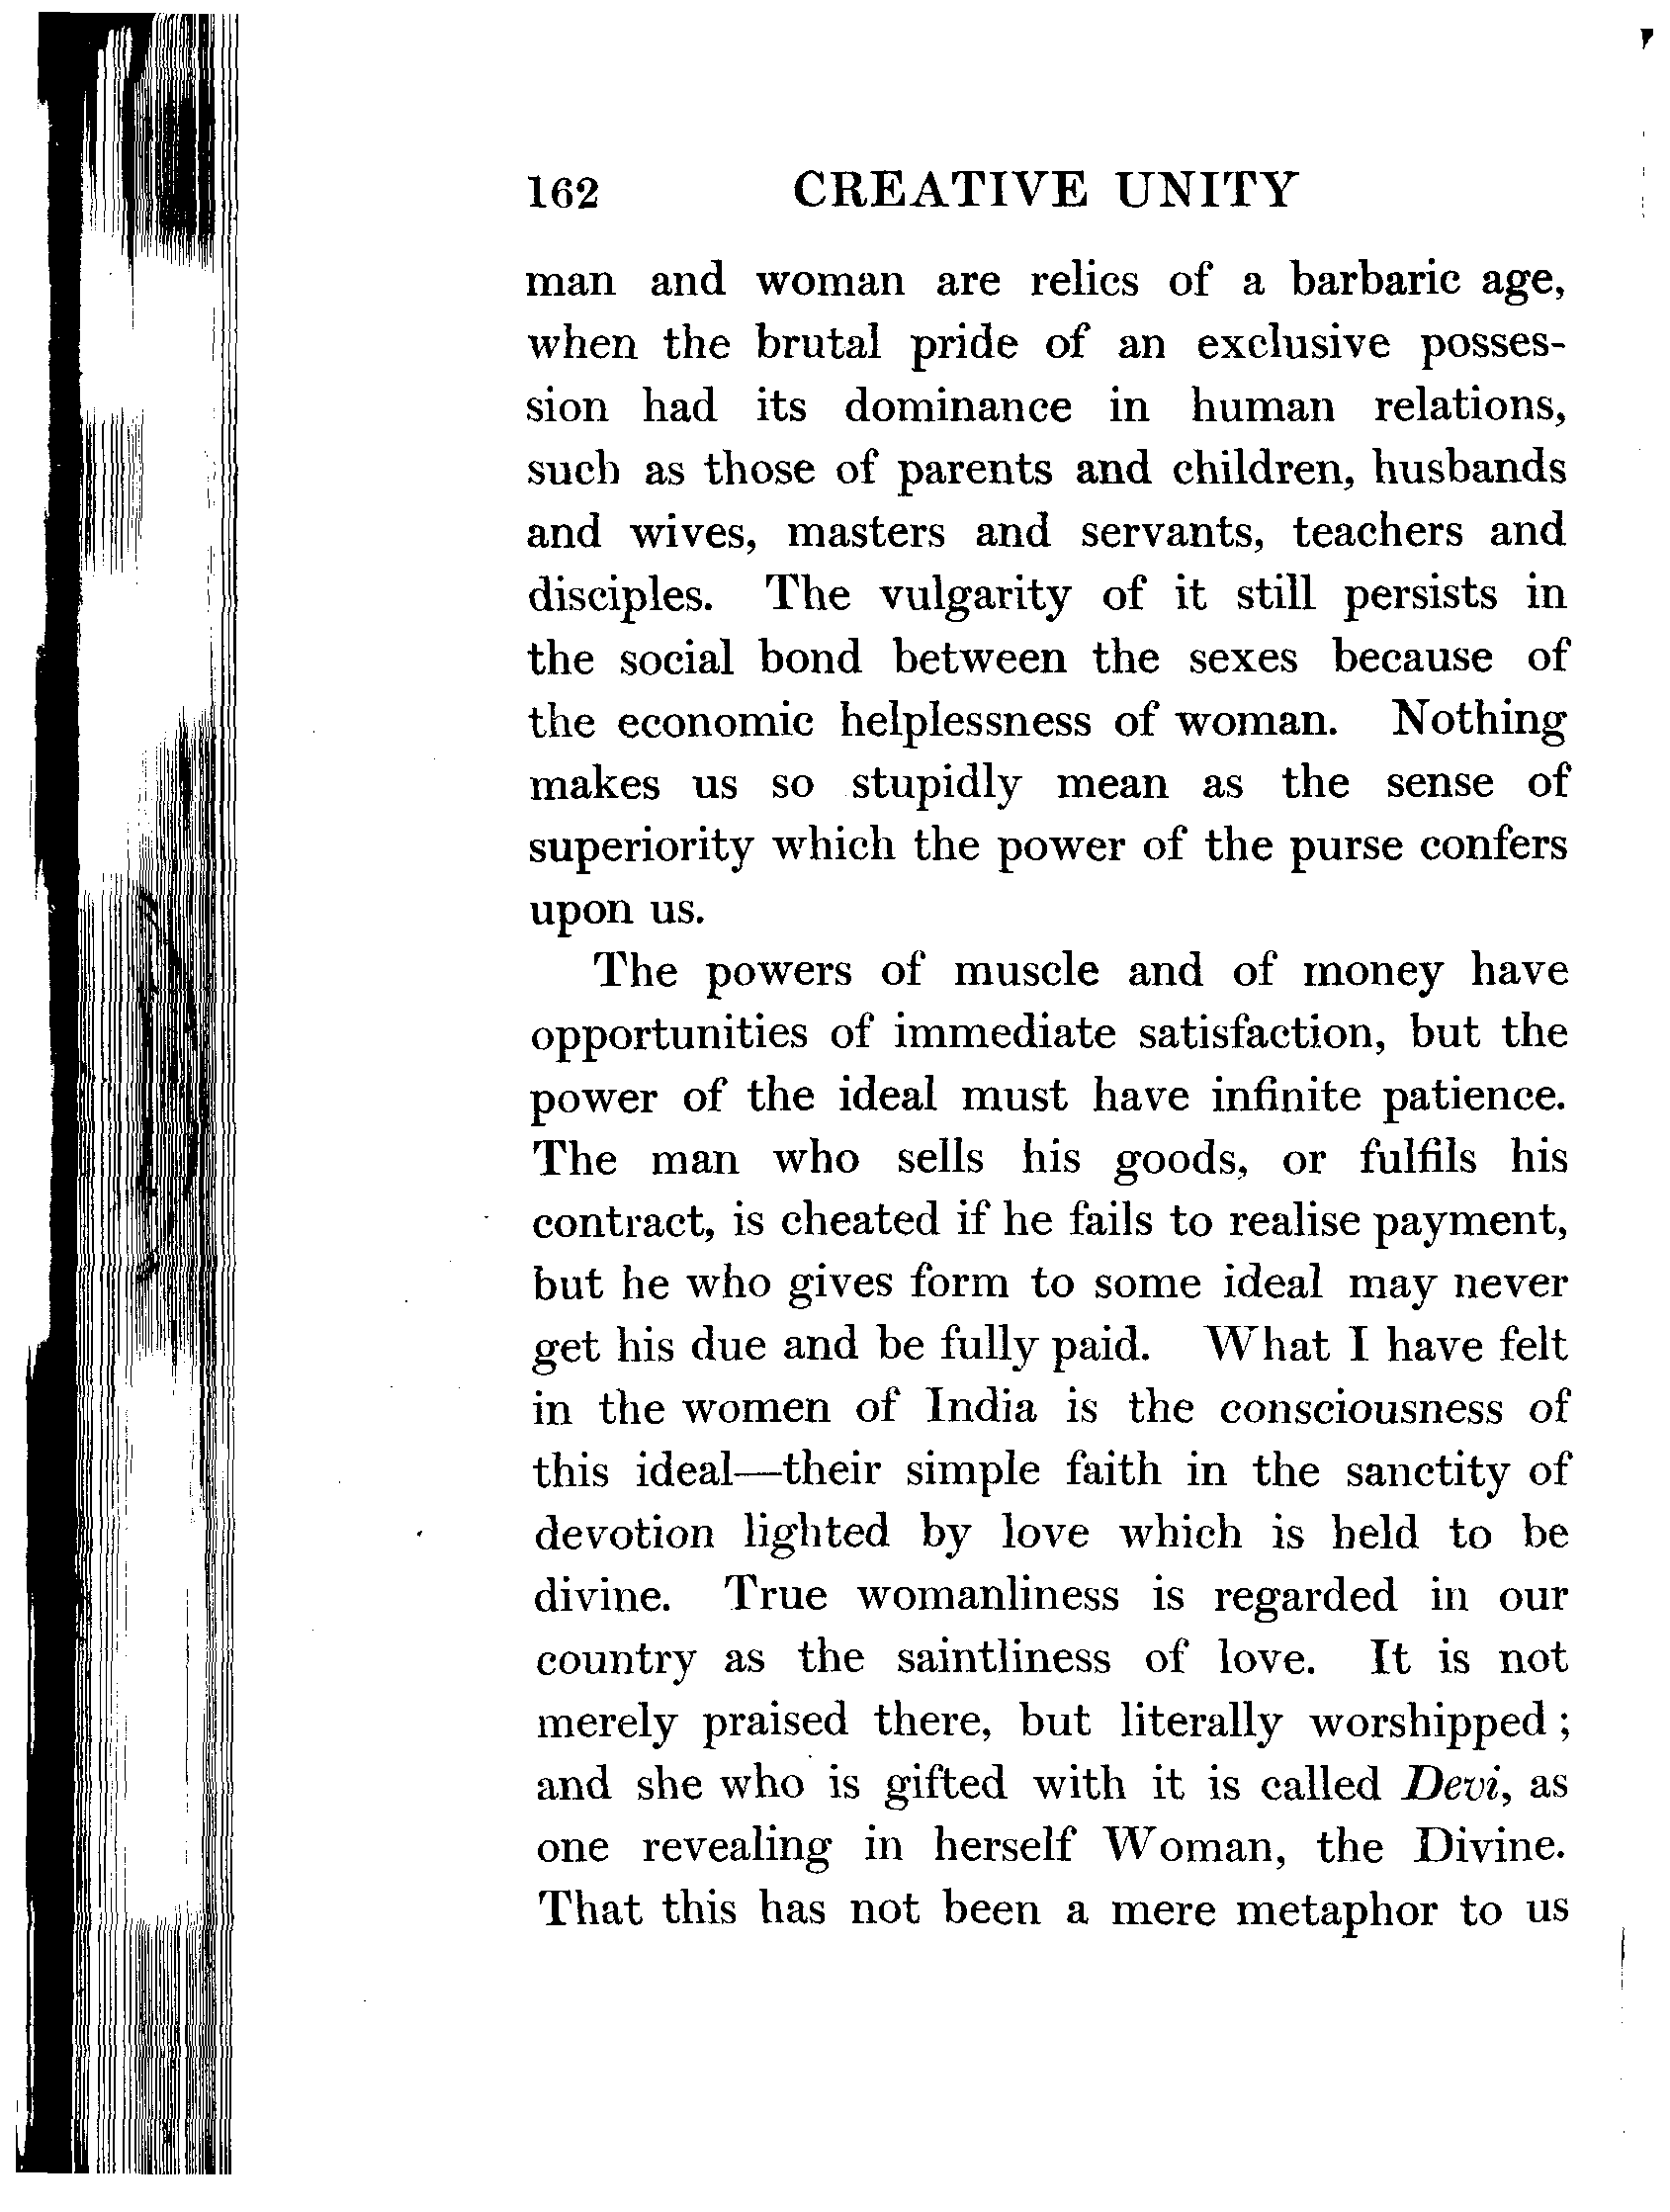 162 CREATIVE UNITY
man and woman are relics of a barbaric age,
when the brutal pride of an exclusive posses-
sion had its dominance in human relations,
such as those of parents and children, husbands
and wives, masters and servants, teachers and
disciples. The vulgarity of it still persists in
the social bond between the sexes because of
the economic helplessness of woman. Nothing
makes us so stupidly mean as the sense of
superiority which the power of the purse confers
upon us.
The powers of muscle and of money have
opportunities of immediate satisfaction, but the
power of the ideal must have infinite patience.
The man who sells his goods, or fulfils his
contract, is cheated if he fails to realise payment,
but he who gives form to some ideal may never
get his due and be fully paid. What I have felt
in the women of India is the consciousness of
this ideal—their simple faith in the sanctity of
devotion lighted by love which is held to be
divine. True womanliness is regarded in our
country as the saintliness of love. It is not
merely praised there, but literally worshipped ;
and she who is gifted with it is called Devi, as
one revealing in herself Woman, the Divine.
That this has not been a mere metaphor to us